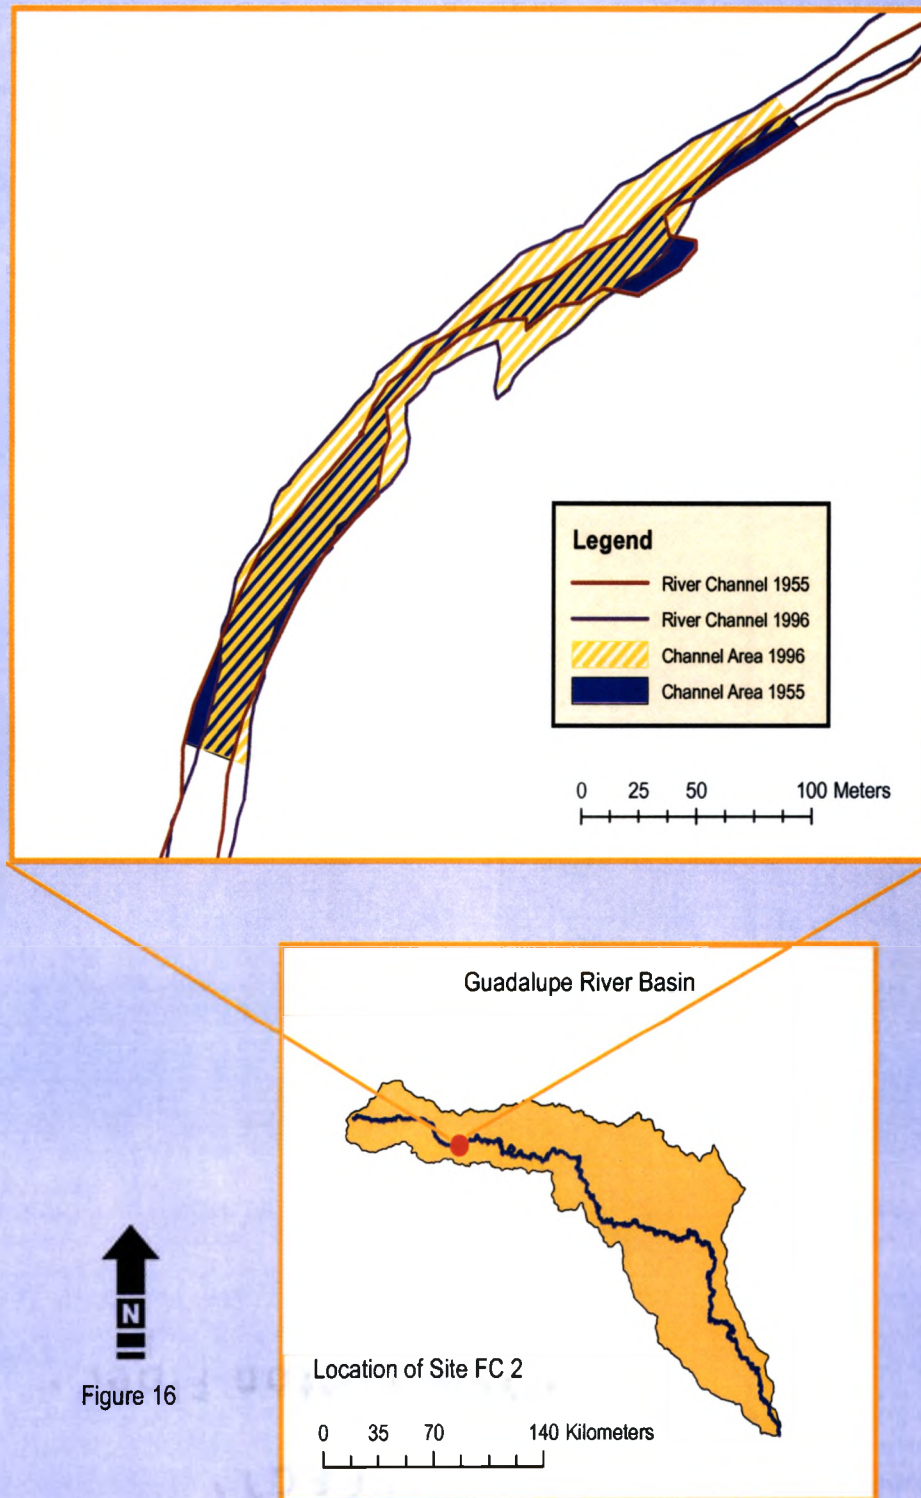 Legend
River Channel 1955
River Channel 1996
Channel Area 1996
Channel Area 1955
0 25 50 100 Meters
Guadalupe River Basin
N
Figure 16
Location of Site FC 2
0 35 70 140 Kilometers